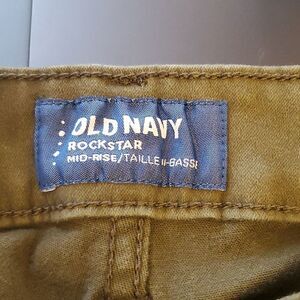 OLD NAVY
ROCKSTAR
MID-RISE/TAILLE MI-BASSE